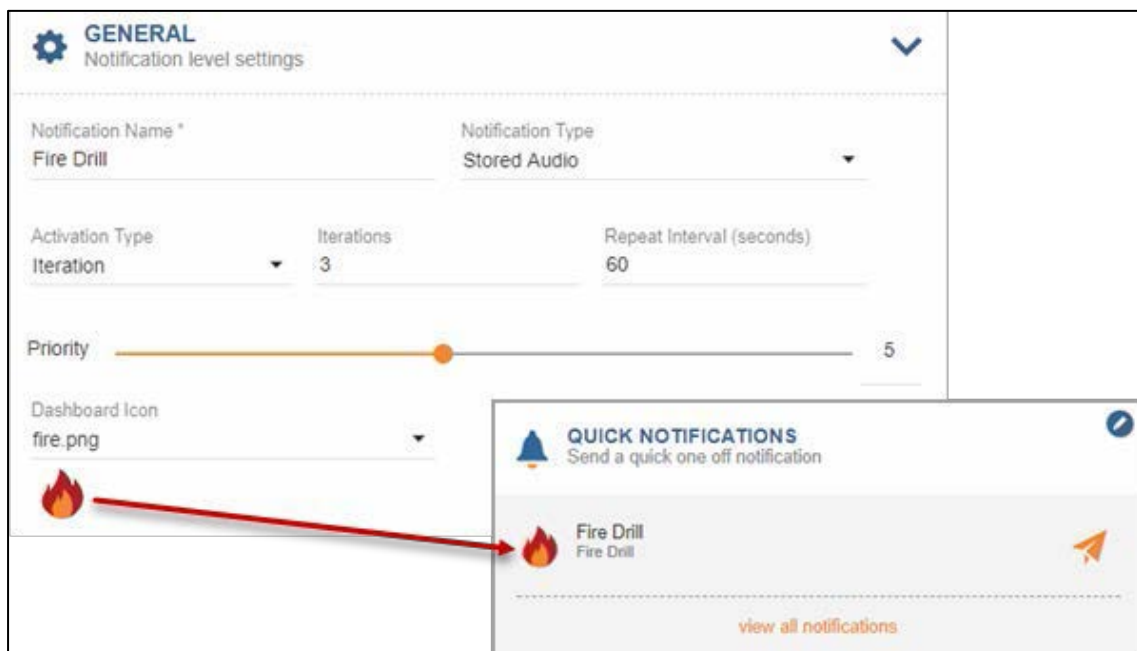 GENERAL
Notification level settings
Notification Name *
Notification Type
Fire Drill
Stored Audio
Activation Type
Iterations
Repeat Interval (seconds)
Iteration
3
60
Priority
5
Dashboard Icon
fire.png
QUICK NOTIFICATIONS
Send a quick one off notification
Fire Drill
Fire Drill
view all notifications